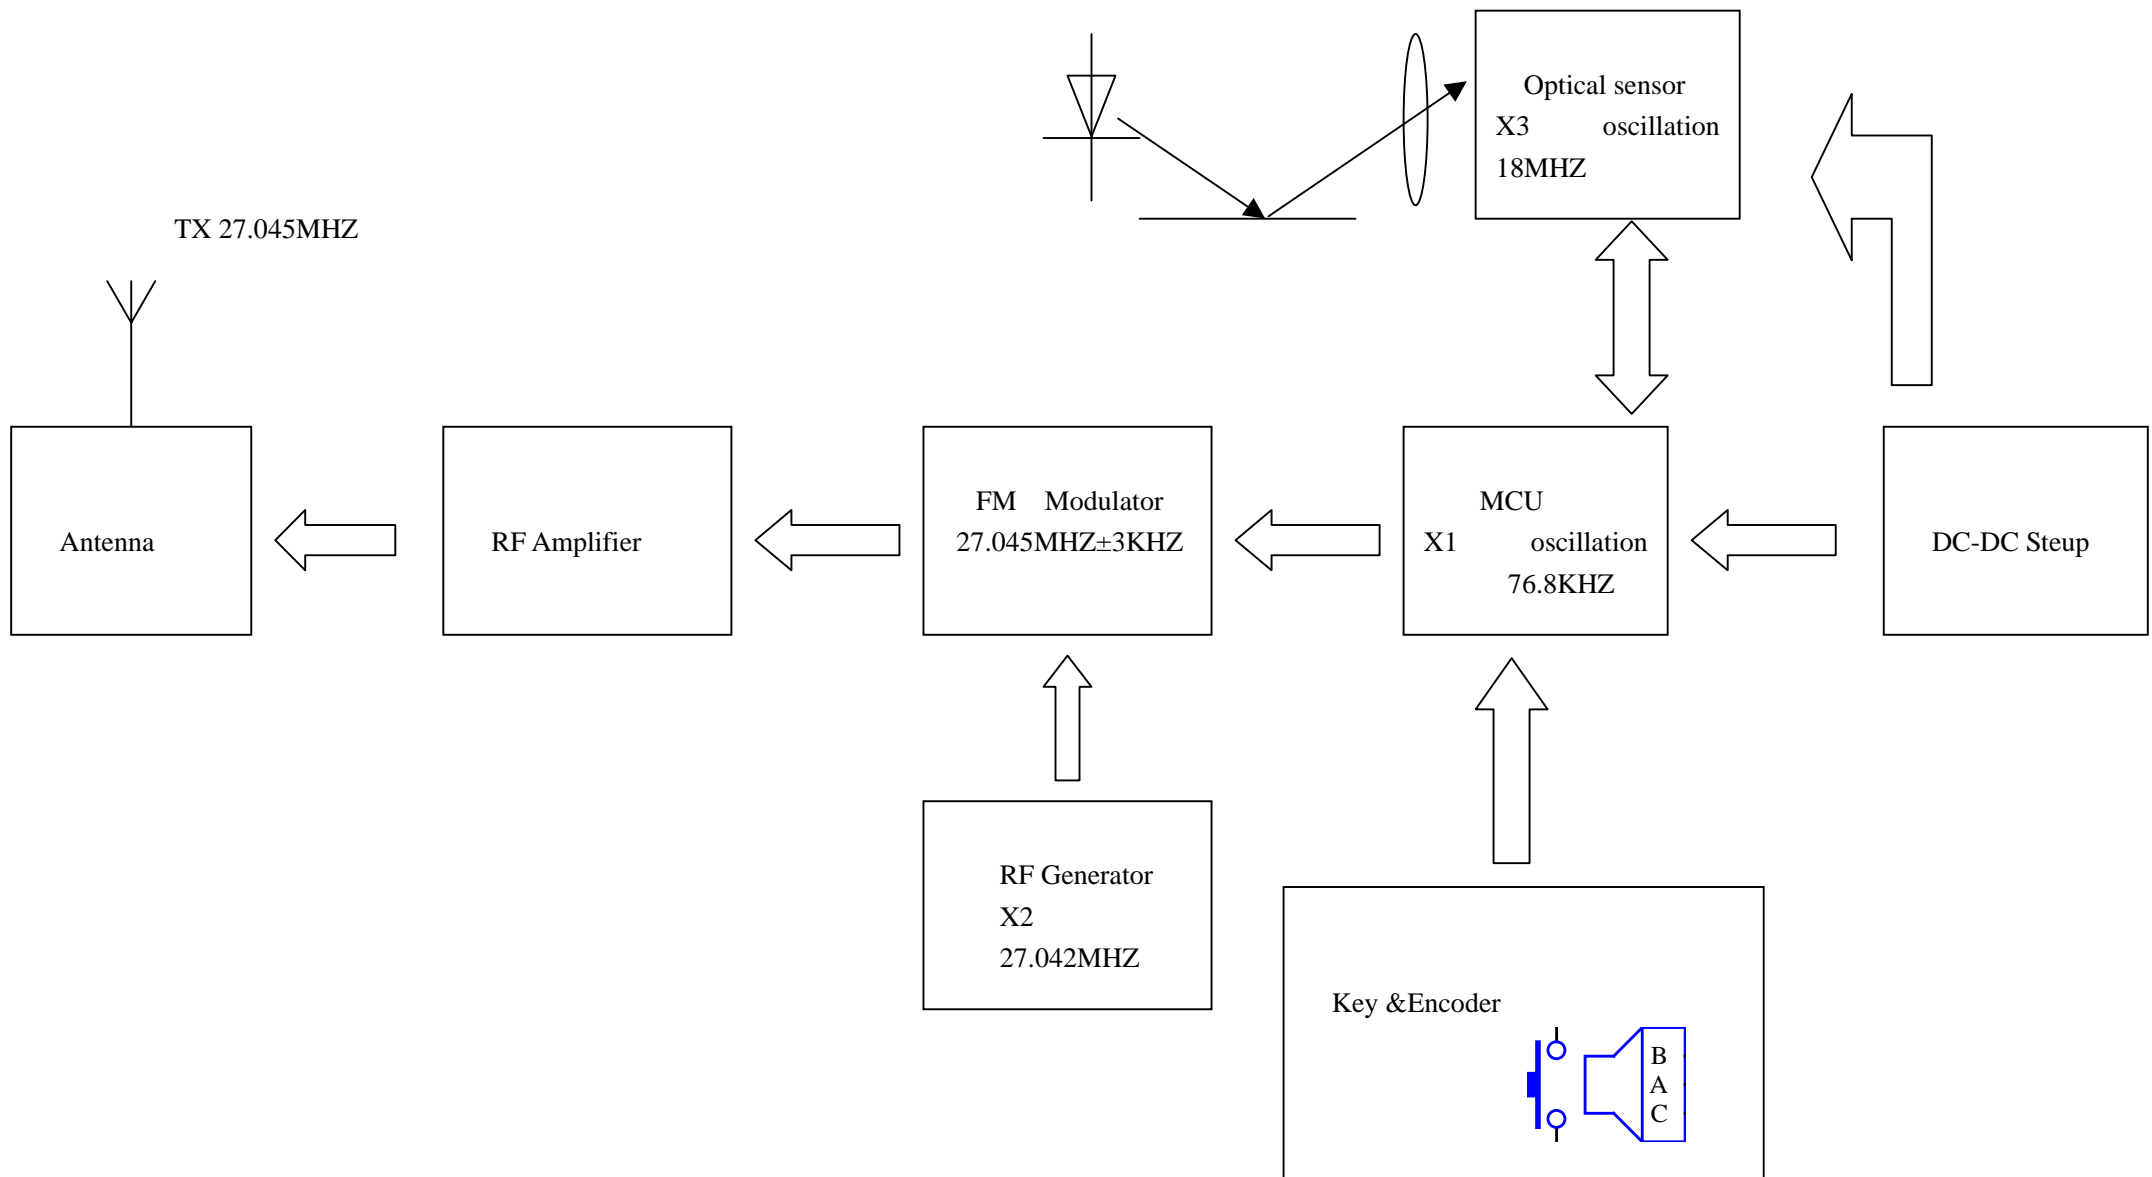 Optical sensor
X3 oscillation
18MHZ
TX 27.045MHZ
Antenna
RF Amplifier
FM Modulator
27.045MHZ±3KHZ
MCU
X1 oscillation
76.8KHZ
DC-DC Steup
RF Generator
X2
27.042MHZ
Key &Encoder
B
A
C